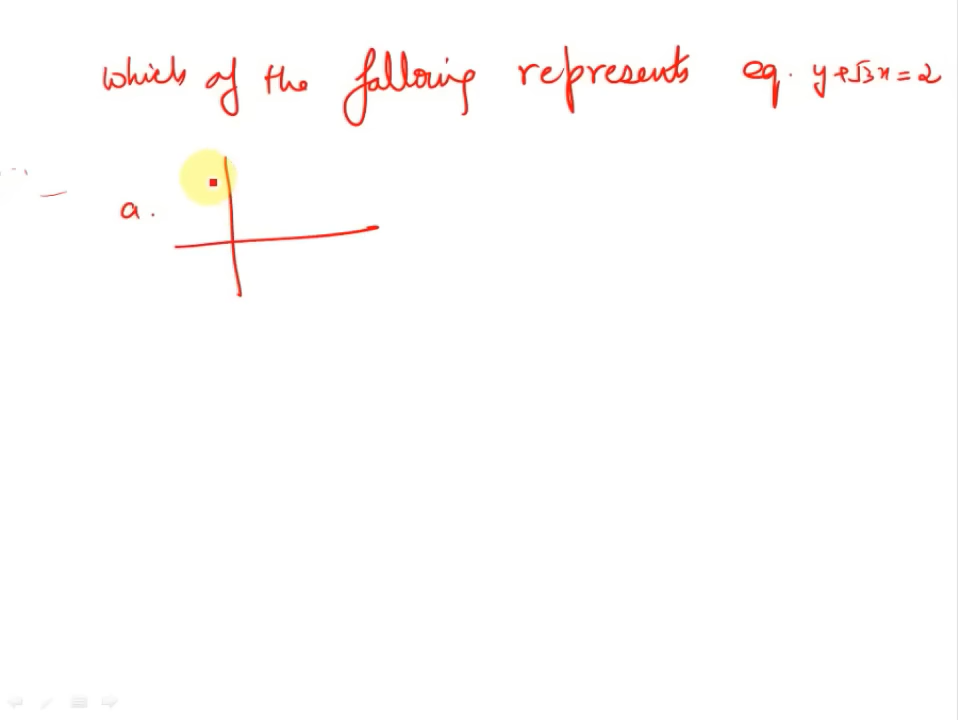 which of the following represents eq. y+√3x=2
a.